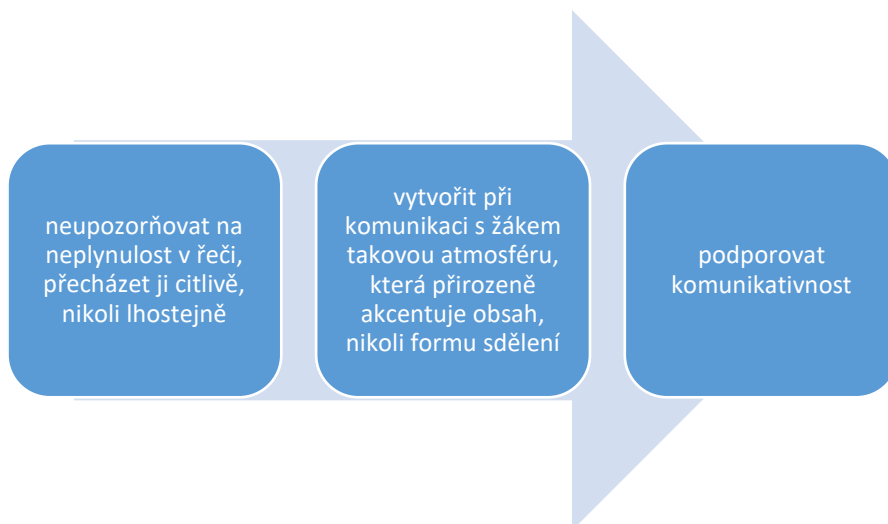 neupozorňovat na
neplynulost v řeči,
přecházet ji citlivě,
nikoli lhostejně
vytvořit při
komunikaci s žákem
takovou atmosféru,
která přirozeně
akcentuje obsah,
nikoli formu sdělení
podporovat
komunikativnost